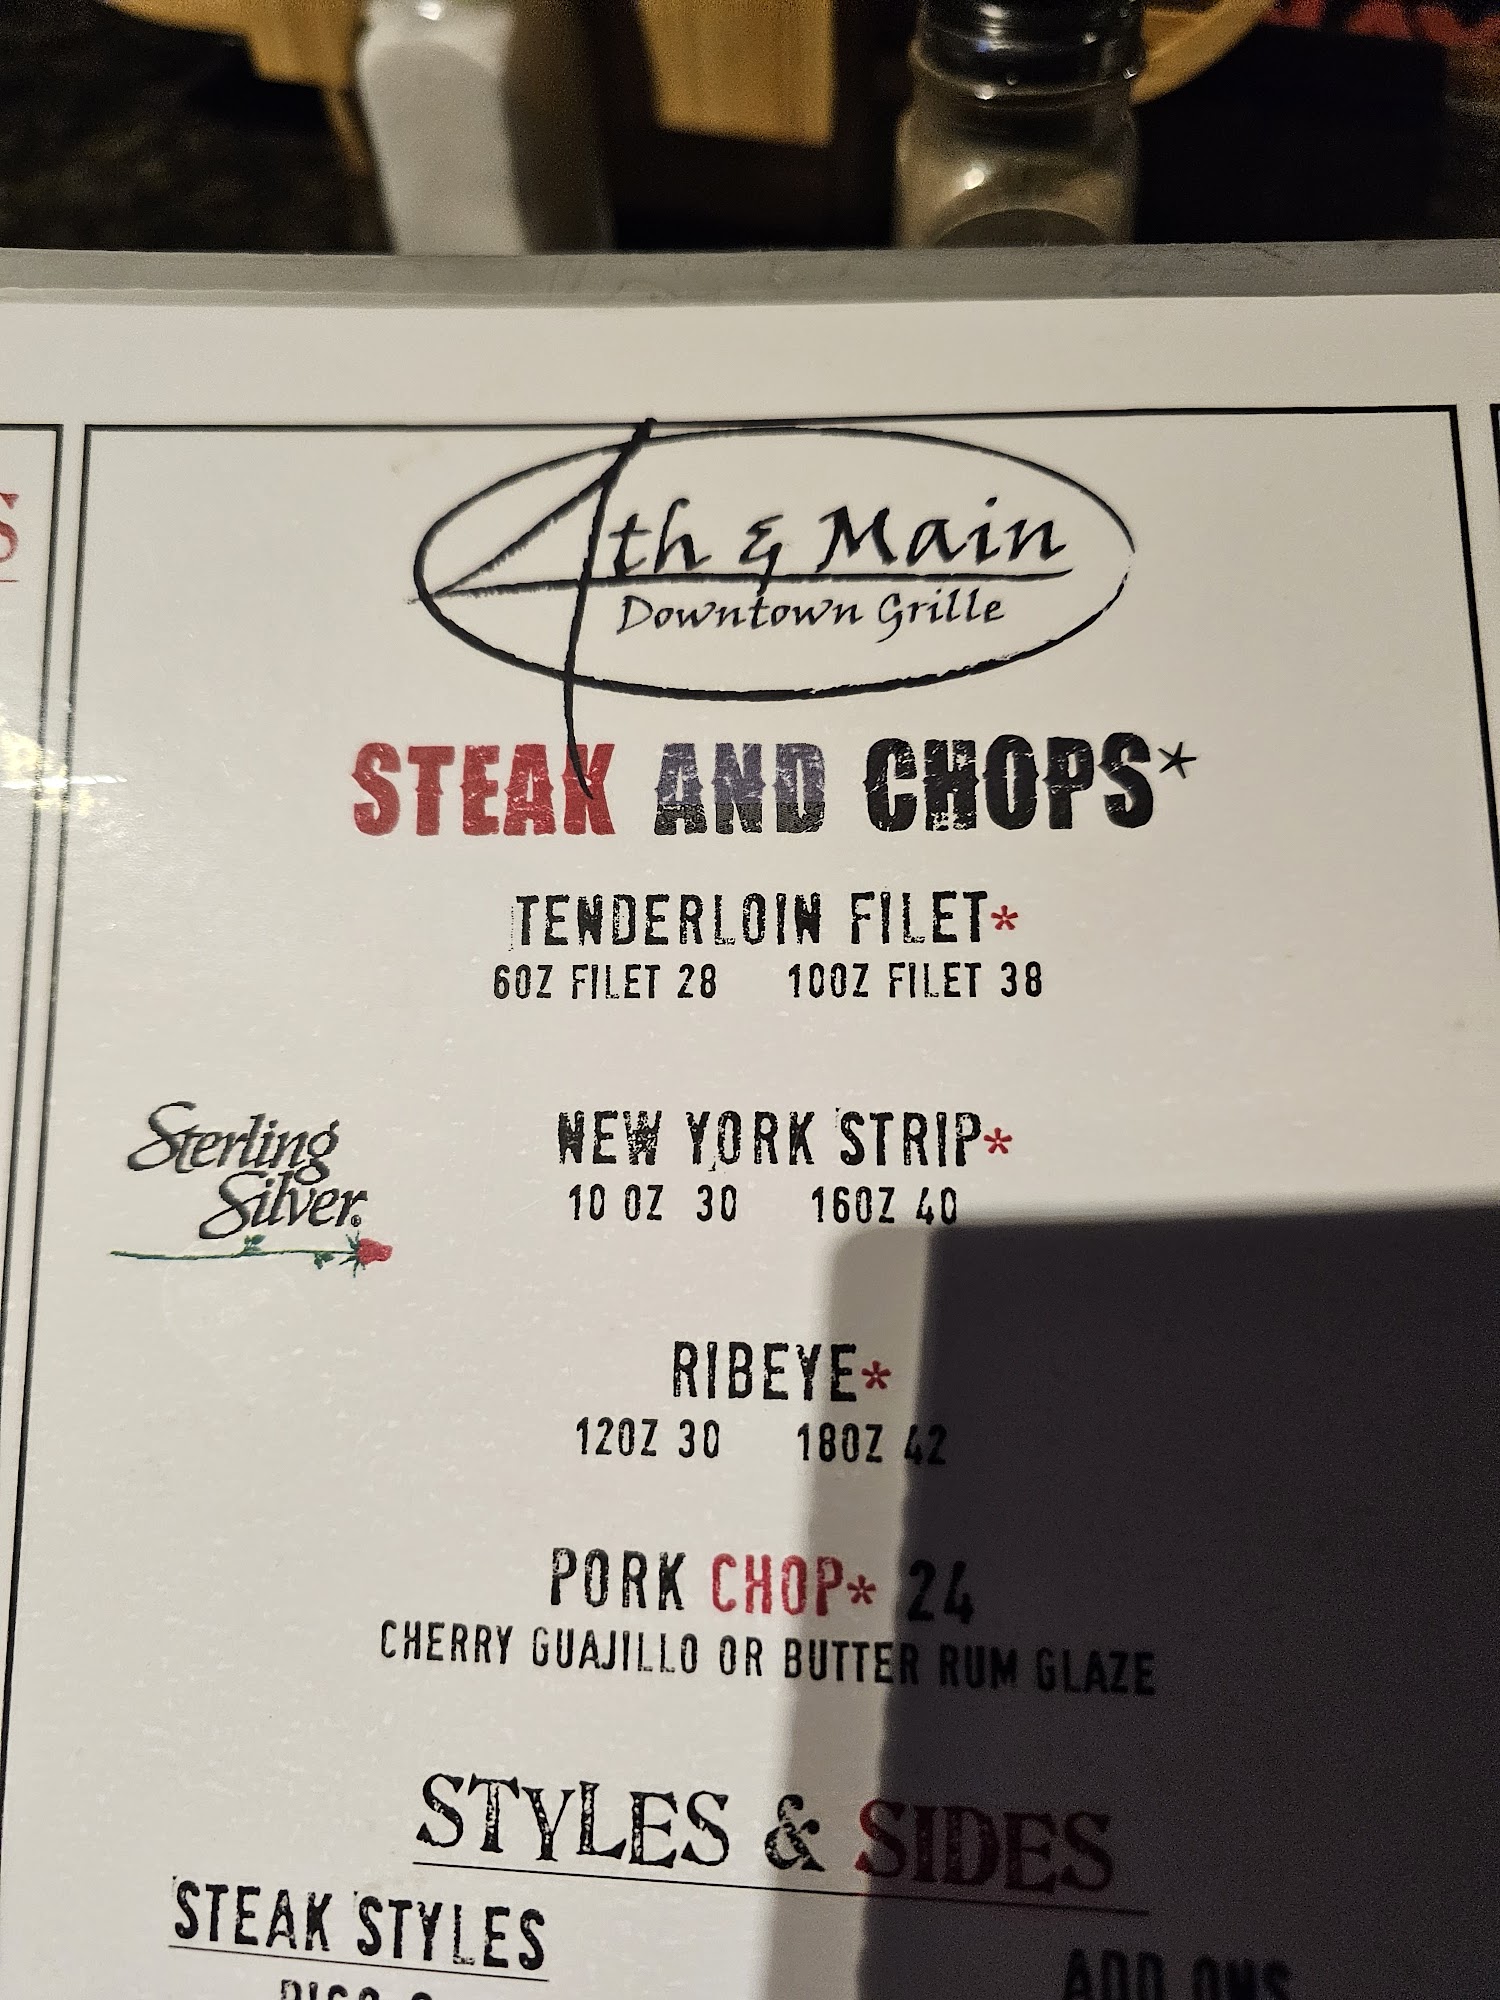 4th & Main
Downtown Grille
STEAK AND CHOPS*
TENDERLOIN FILET*
6OZ FILET 28 10OZ FILET 38
Sterling
Silver®
NEW YORK STRIP*
10 OZ 30 16OZ 40
RIBEYE*
12OZ 30 18OZ 42
PORK CHOP* 24
CHERRY GUAJILLO OR BUTTER RUM GLAZE
STYLES & SIDES
STEAK STYLES
ADD ONS